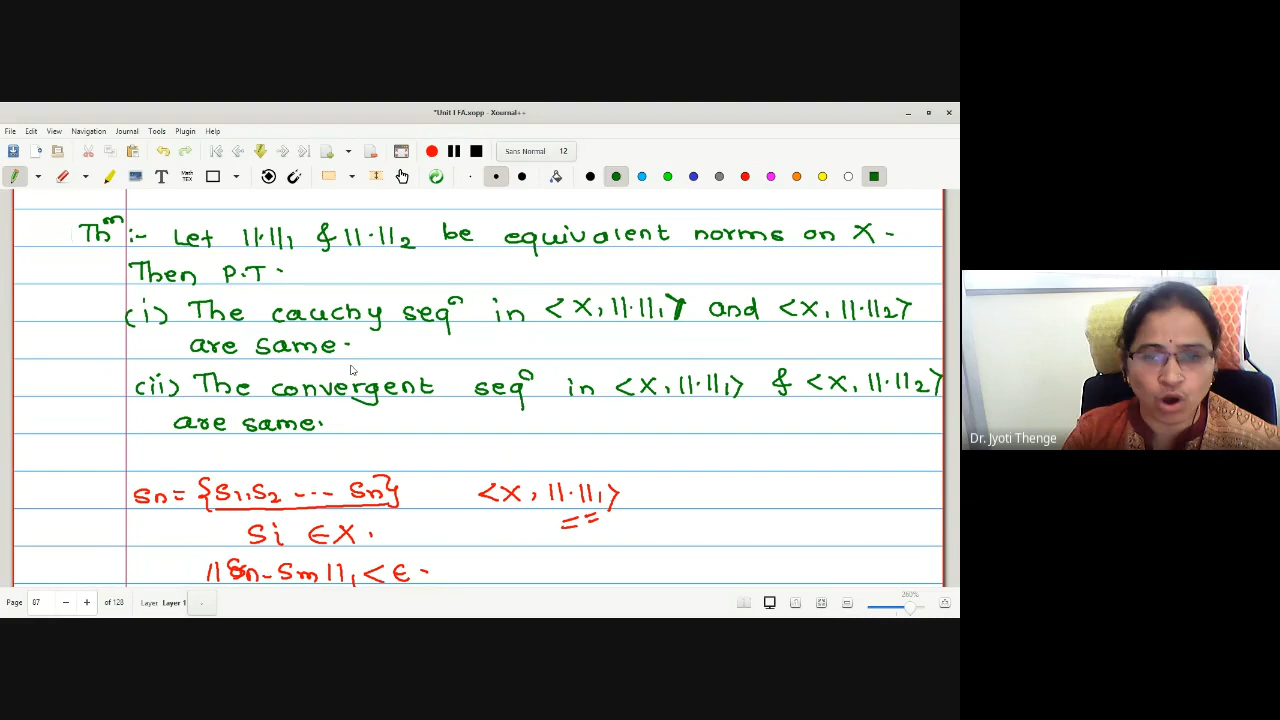 *Unit I FA.xopp - Xournal++
File Edit View Navigation Journal Tools Plugin Help
Sans Normal 12
Thm :- Let ||·||₁ & ||·||₂ be equivalent norms on X.
Then P.T.
(i) The cauchy seqⁿ in <X, ||·||₁> and <X, ||·||₂>
are same.
(ii) The convergent seqⁿ in <X, ||·||₁> & <X, ||·||₂>
are same.
Sn = {S₁, S₂ ... Sn} <X, ||·||₁>
Si ∈ X.
||Sn - Sm||₁ < ε.
Page 87 of 128 Layer Layer 1 260%
Dr. Jyoti Thenge